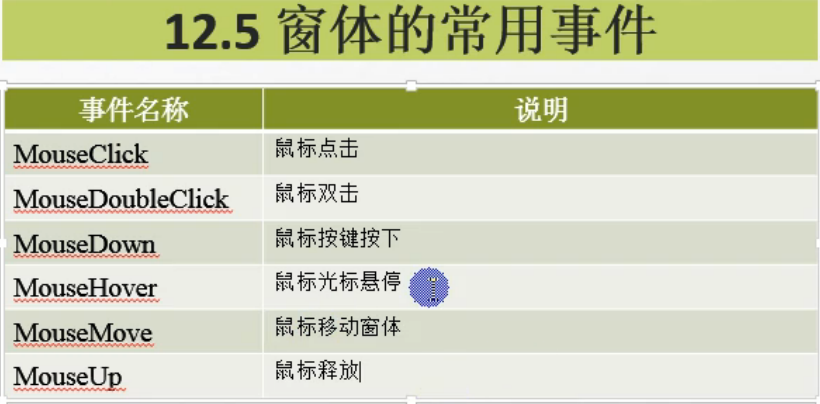 12.5 窗体的常用事件
事件名称 说明
MouseClick 鼠标点击
MouseDoubleClick 鼠标双击
MouseDown 鼠标按键按下
MouseHover 鼠标光标悬停
MouseMove 鼠标移动窗体
MouseUp 鼠标释放